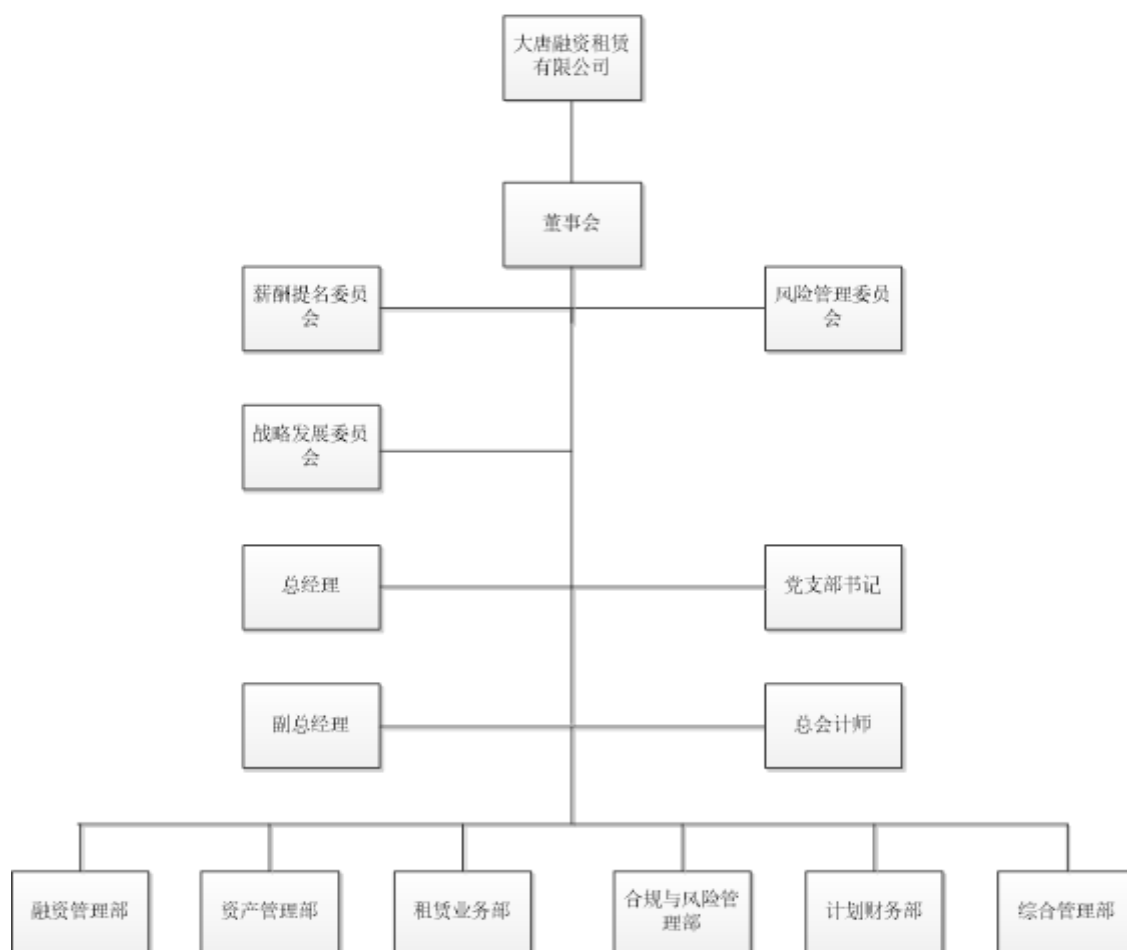 大唐融资租赁
有限公司
董事会
薪酬提名委员
会
风险管理委员
会
战略发展委员
会
总经理
党支部书记
副总经理
总会计师
融资管理部
资产管理部
租赁业务部
合规与风险管
理部
计划财务部
综合管理部